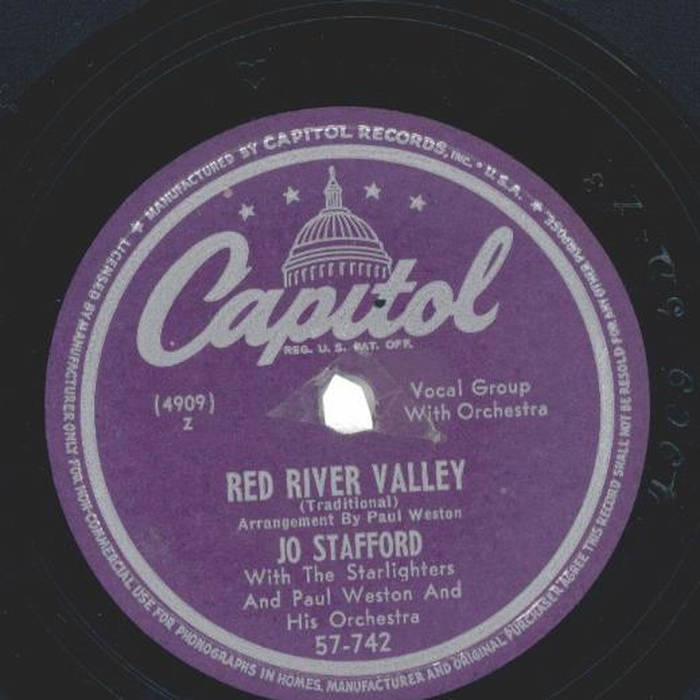 MANUFACTURED BY CAPITOL RECORDS, INC. • U.S.A.
Capitol
REG. U.S. PAT. OFF.
(4909)
Z
Vocal Group
With Orchestra
RED RIVER VALLEY
(Traditional)
Arrangement By Paul Weston
JO STAFFORD
With The Starlighters
And Paul Weston And
His Orchestra
57-742
LICENSED BY MANUFACTURER ONLY FOR NON-COMMERCIAL USE FOR PHONOGRAPHS IN HOMES. MANUFACTURER AND ORIGINAL PURCHASER AGREE THIS RECORD SHALL NOT BE RESOLD FOR ANY OTHER PURPOSE